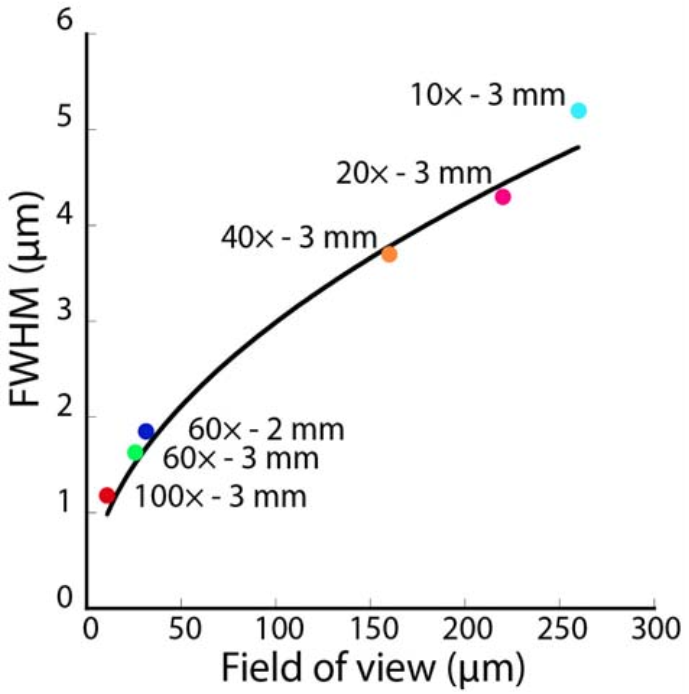 6
5
4
3
2
1
0
FWHM (μm)
10× - 3 mm
20× - 3 mm
40× - 3 mm
60× - 2 mm
60× - 3 mm
100× - 3 mm
0 50 100 150 200 250 300
Field of view (μm)